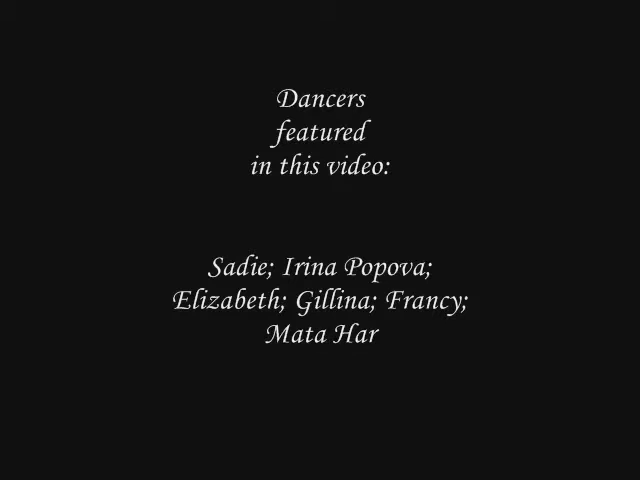 Dancers
featured
in this video:
Sadie; Irina Popova;
Elizabeth; Gillina; Francy;
Mata Har